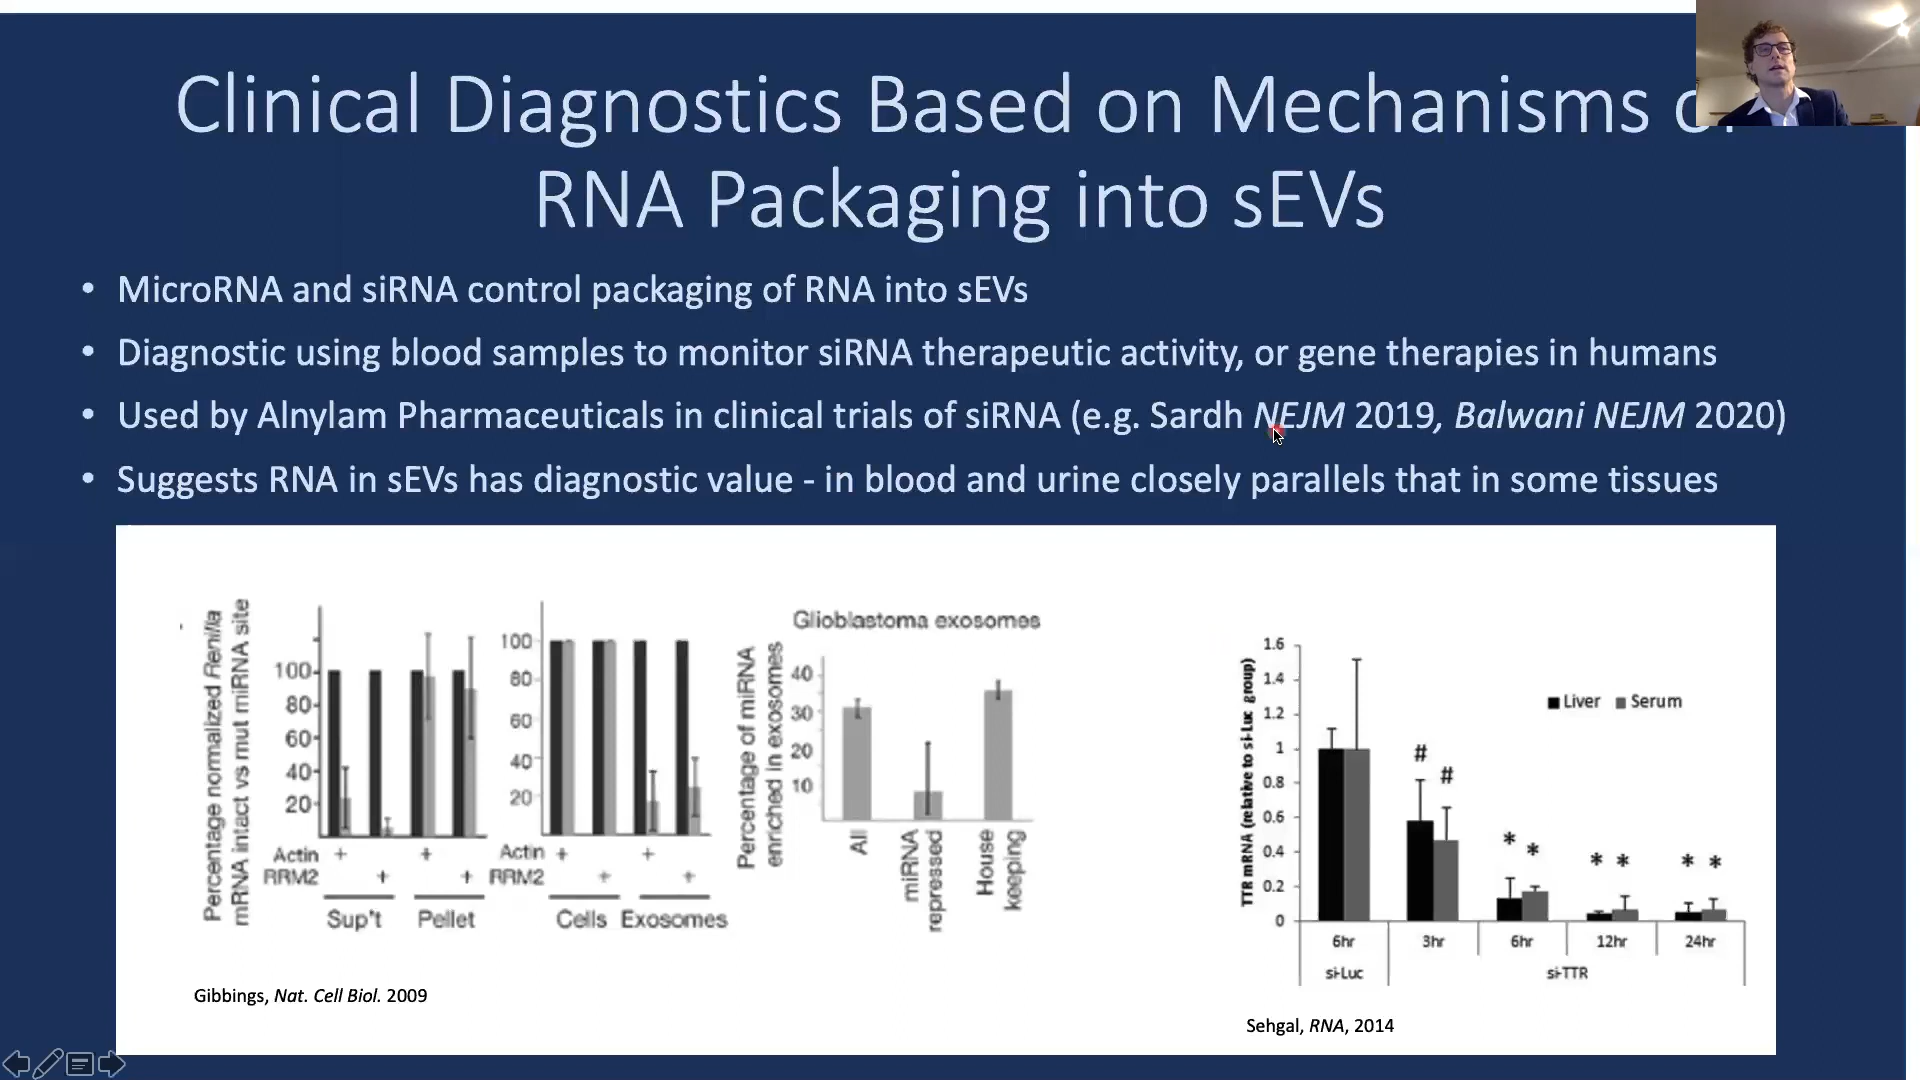 Clinical Diagnostics Based on Mechanisms of
RNA Packaging into sEVs
• MicroRNA and siRNA control packaging of RNA into sEVs
• Diagnostic using blood samples to monitor siRNA therapeutic activity, or gene therapies in humans
• Used by Alnylam Pharmaceuticals in clinical trials of siRNA (e.g. Sardh NEJM 2019, Balwani NEJM 2020)
• Suggests RNA in sEVs has diagnostic value - in blood and urine closely parallels that in some tissues
Percentage normalized Renilla
mRNA intact vs mut miRNA site
100
80
60
40
20
Actin + +
RRM2 + +
Sup't Pellet
100
80
60
40
20
Actin + +
RRM2 + +
Cells Exosomes
Glioblastoma exosomes
Percentage of miRNA
enriched in exosomes
40
30
20
10
All
miRNA
repressed
House
keeping
Gibbings, Nat. Cell Biol. 2009
TTR mRNA (relative to si-Luc group)
1.6
1.4
1.2
1
0.8
0.6
0.4
0.2
0
Liver Serum
# #
* * * * * *
6hr 3hr 6hr 12hr 24hr
si-Luc si-TTR
Sehgal, RNA, 2014